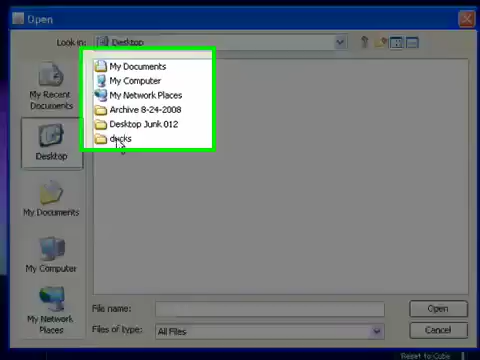 Open
Look in: Desktop
My Documents
My Computer
My Network Places
Archive 8-24-2008
Desktop Junk 012
ducks
My Recent
Documents
Desktop
My Documents
My Computer
My Network
Places
File name:
Open
Files of type: All Files
Cancel